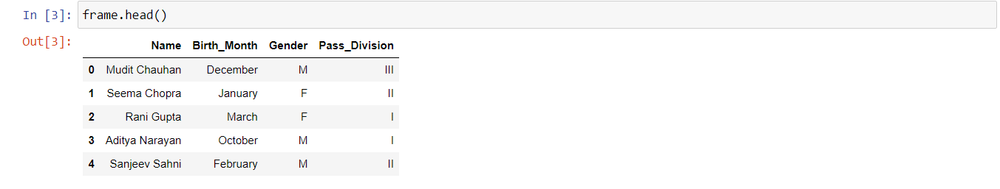 In [3]: frame.head()
Out[3]:
Name Birth_Month Gender Pass_Division
0 Mudit Chauhan December M III
1 Seema Chopra January F II
2 Rani Gupta March F I
3 Aditya Narayan October M I
4 Sanjeev Sahni February M II